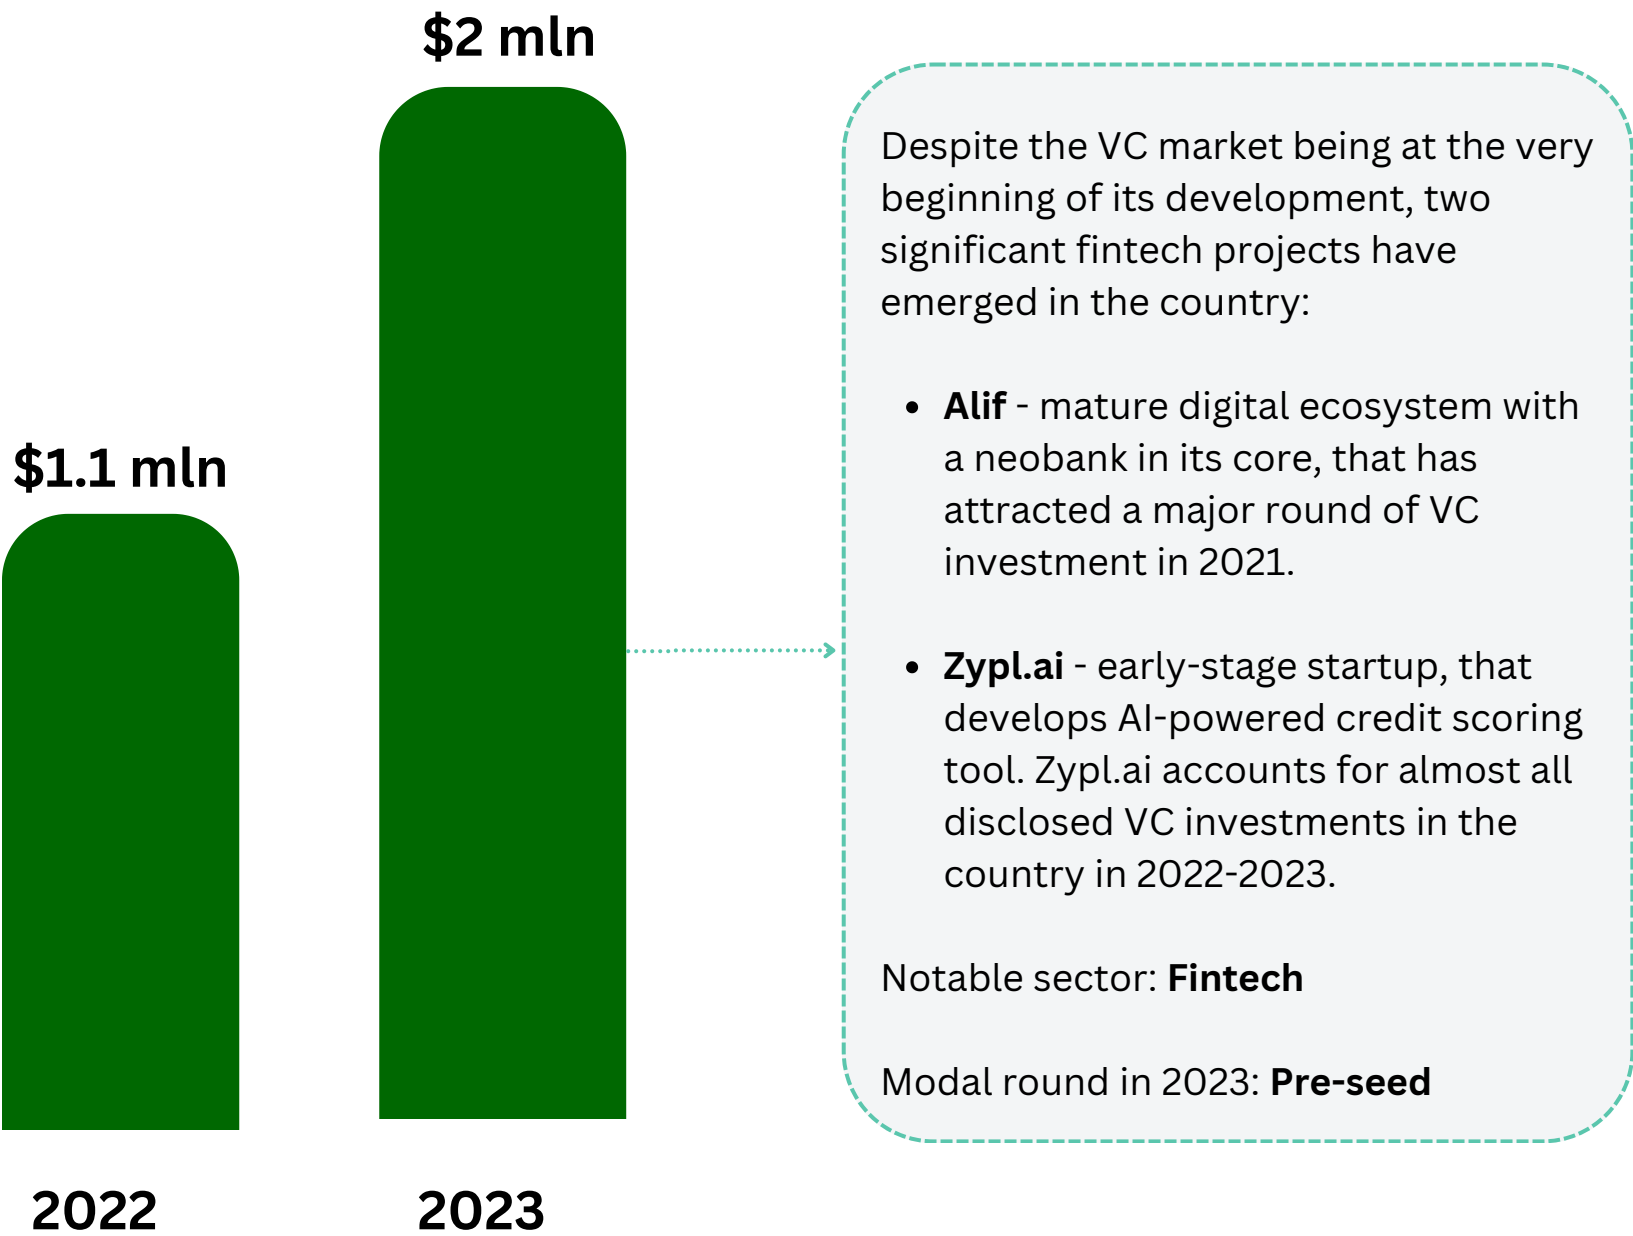 $2 mln
$1.1 mln
2022
2023
Despite the VC market being at the very
beginning of its development, two
significant fintech projects have
emerged in the country:
• Alif - mature digital ecosystem with
a neobank in its core, that has
attracted a major round of VC
investment in 2021.
• Zypl.ai - early-stage startup, that
develops AI-powered credit scoring
tool. Zypl.ai accounts for almost all
disclosed VC investments in the
country in 2022-2023.
Notable sector: Fintech
Modal round in 2023: Pre-seed